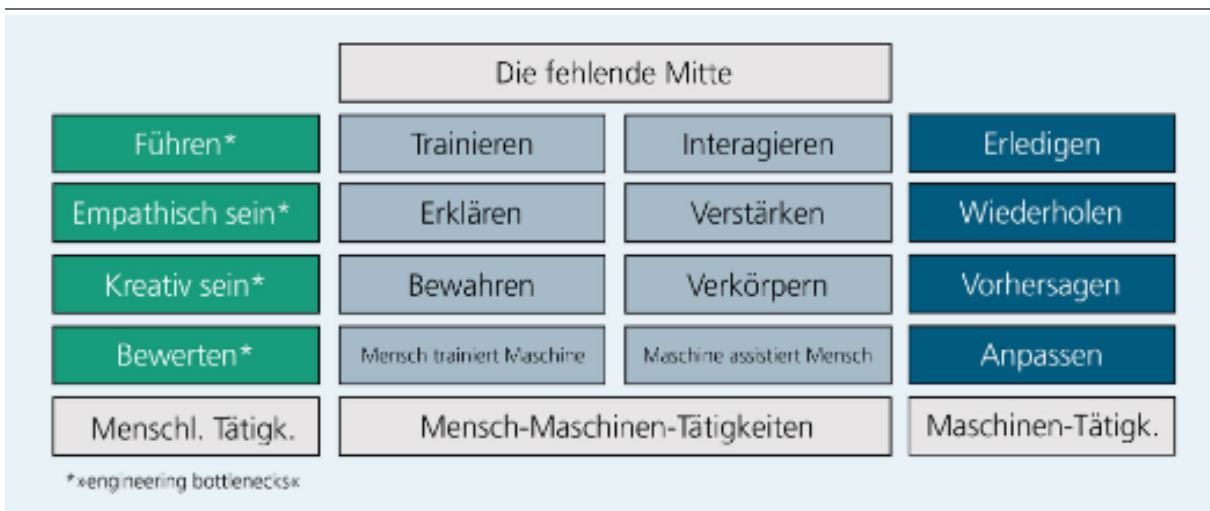 Die fehlende Mitte
Führen* Trainieren Interagieren Erledigen
Empathisch sein* Erklären Verstärken Wiederholen
Kreativ sein* Bewahren Verkörpern Vorhersagen
Bewerten* Mensch trainiert Maschine Maschine assistiert Mensch Anpassen
Menschl. Tätigk. Mensch-Maschinen-Tätigkeiten Maschinen-Tätigk.
*»engineering bottlenecks«